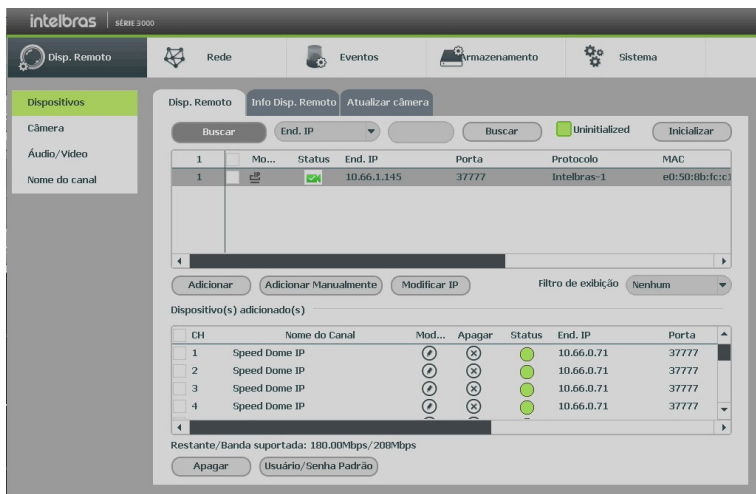 intelbras SÉRIE 3000
Disp. Remoto Rede Eventos Armazenamento Sistema
Dispositivos
Câmera
Áudio/Vídeo
Nome do canal
Disp. Remoto Info Disp. Remoto Atualizar câmera
Buscar End. IP Buscar Uninitialized Inicializar
1 Mo... Status End. IP Porta Protocolo MAC
1 10.66.1.145 37777 Intelbras-1 e0:50:8b:fc:c1
Adicionar Adicionar Manualmente Modificar IP Filtro de exibição Nenhum
Dispositivo(s) adicionado(s)
CH Nome do Canal Mod... Apagar Status End. IP Porta
1 Speed Dome IP 10.66.0.71 37777
2 Speed Dome IP 10.66.0.71 37777
3 Speed Dome IP 10.66.0.71 37777
4 Speed Dome IP 10.66.0.71 37777
Restante/Banda suportada: 180.00Mbps/208Mbps
Apagar Usuário/Senha Padrão